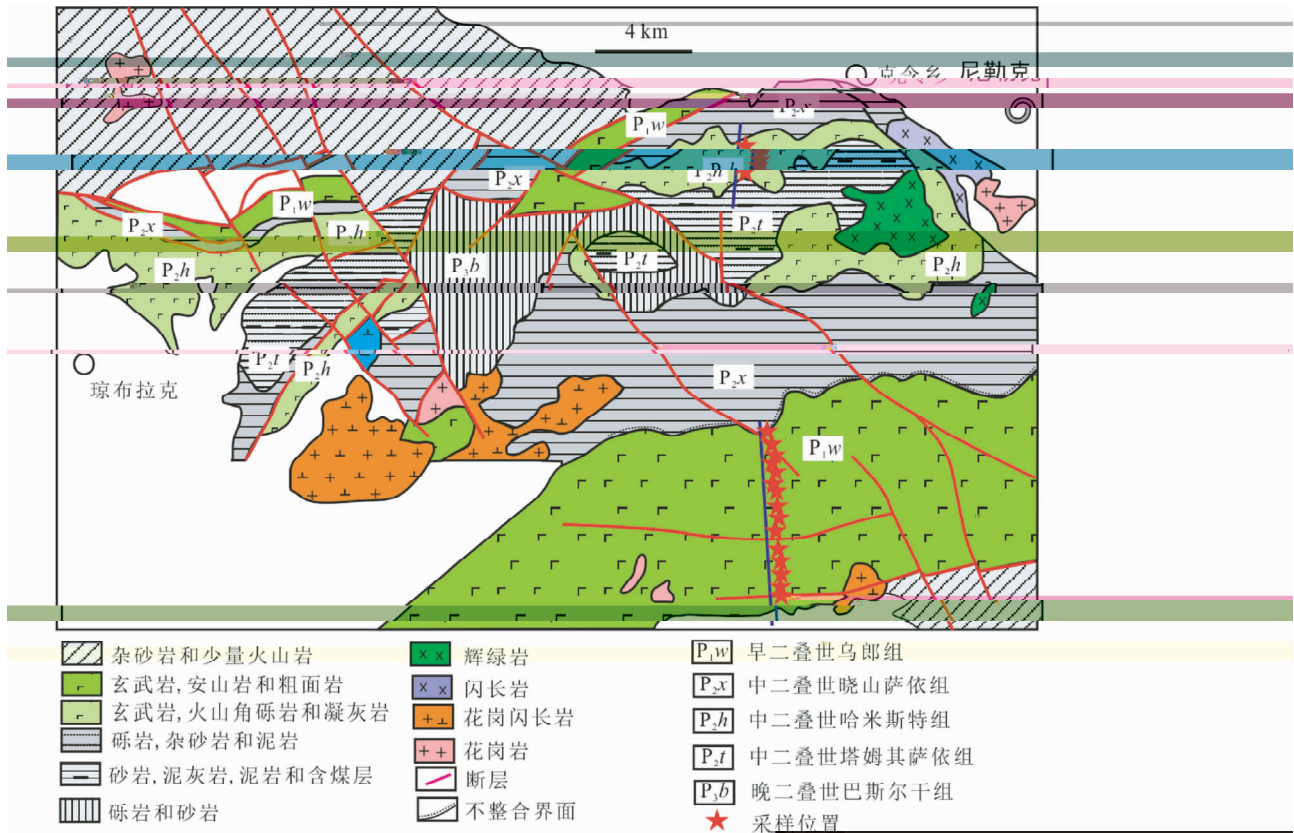 4 km
克令乡 尼勒克
P₂x
P₁w
P₂h
P₂x
P₁w
P₂x
P₂h
P₂t
P₂h
P₃b
P₂t
P₂h
P₂t
P₂h
琼布拉克
P₂x
P₁w
杂砂岩和少量火山岩
玄武岩,安山岩和粗面岩
玄武岩,火山角砾岩和凝灰岩
砾岩,杂砂岩和泥岩
砂岩,泥灰岩,泥岩和含煤层
砾岩和砂岩
辉绿岩
闪长岩
花岗闪长岩
花岗岩
断层
不整合界面
P₁w 早二叠世乌郎组
P₂x 中二叠世晓山萨依组
P₂h 中二叠世哈米斯特组
P₂t 中二叠世塔姆其萨依组
P₃b 晚二叠世巴斯尔干组
采样位置